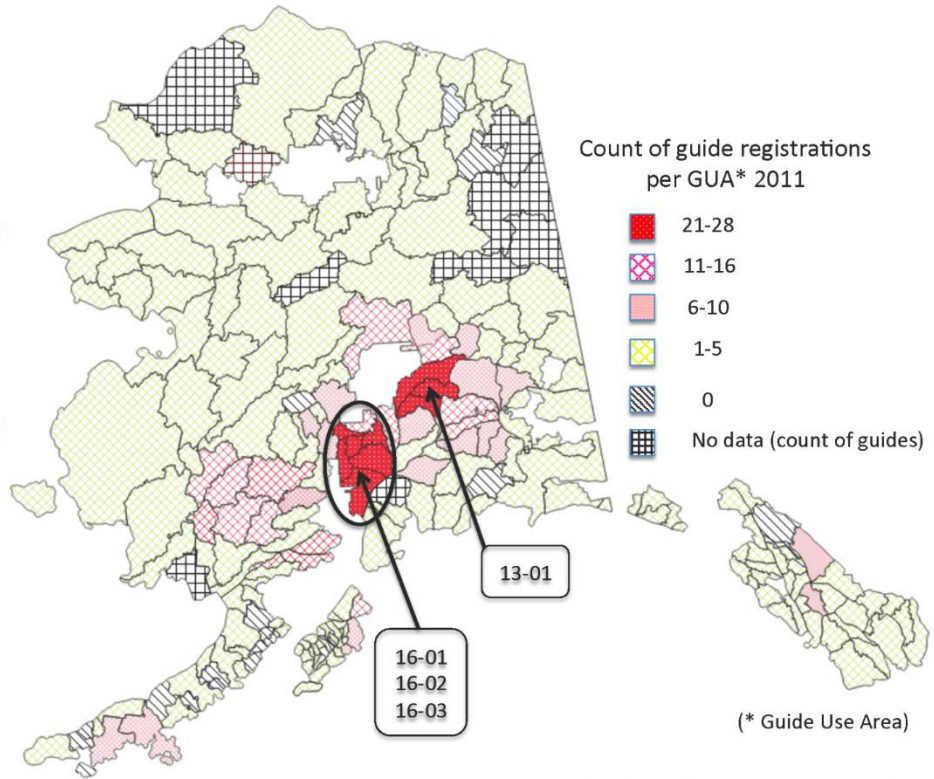 Count of guide registrations
per GUA* 2011
21-28
11-16
6-10
1-5
0
No data (count of guides)
13-01
16-01
16-02
16-03
(* Guide Use Area)